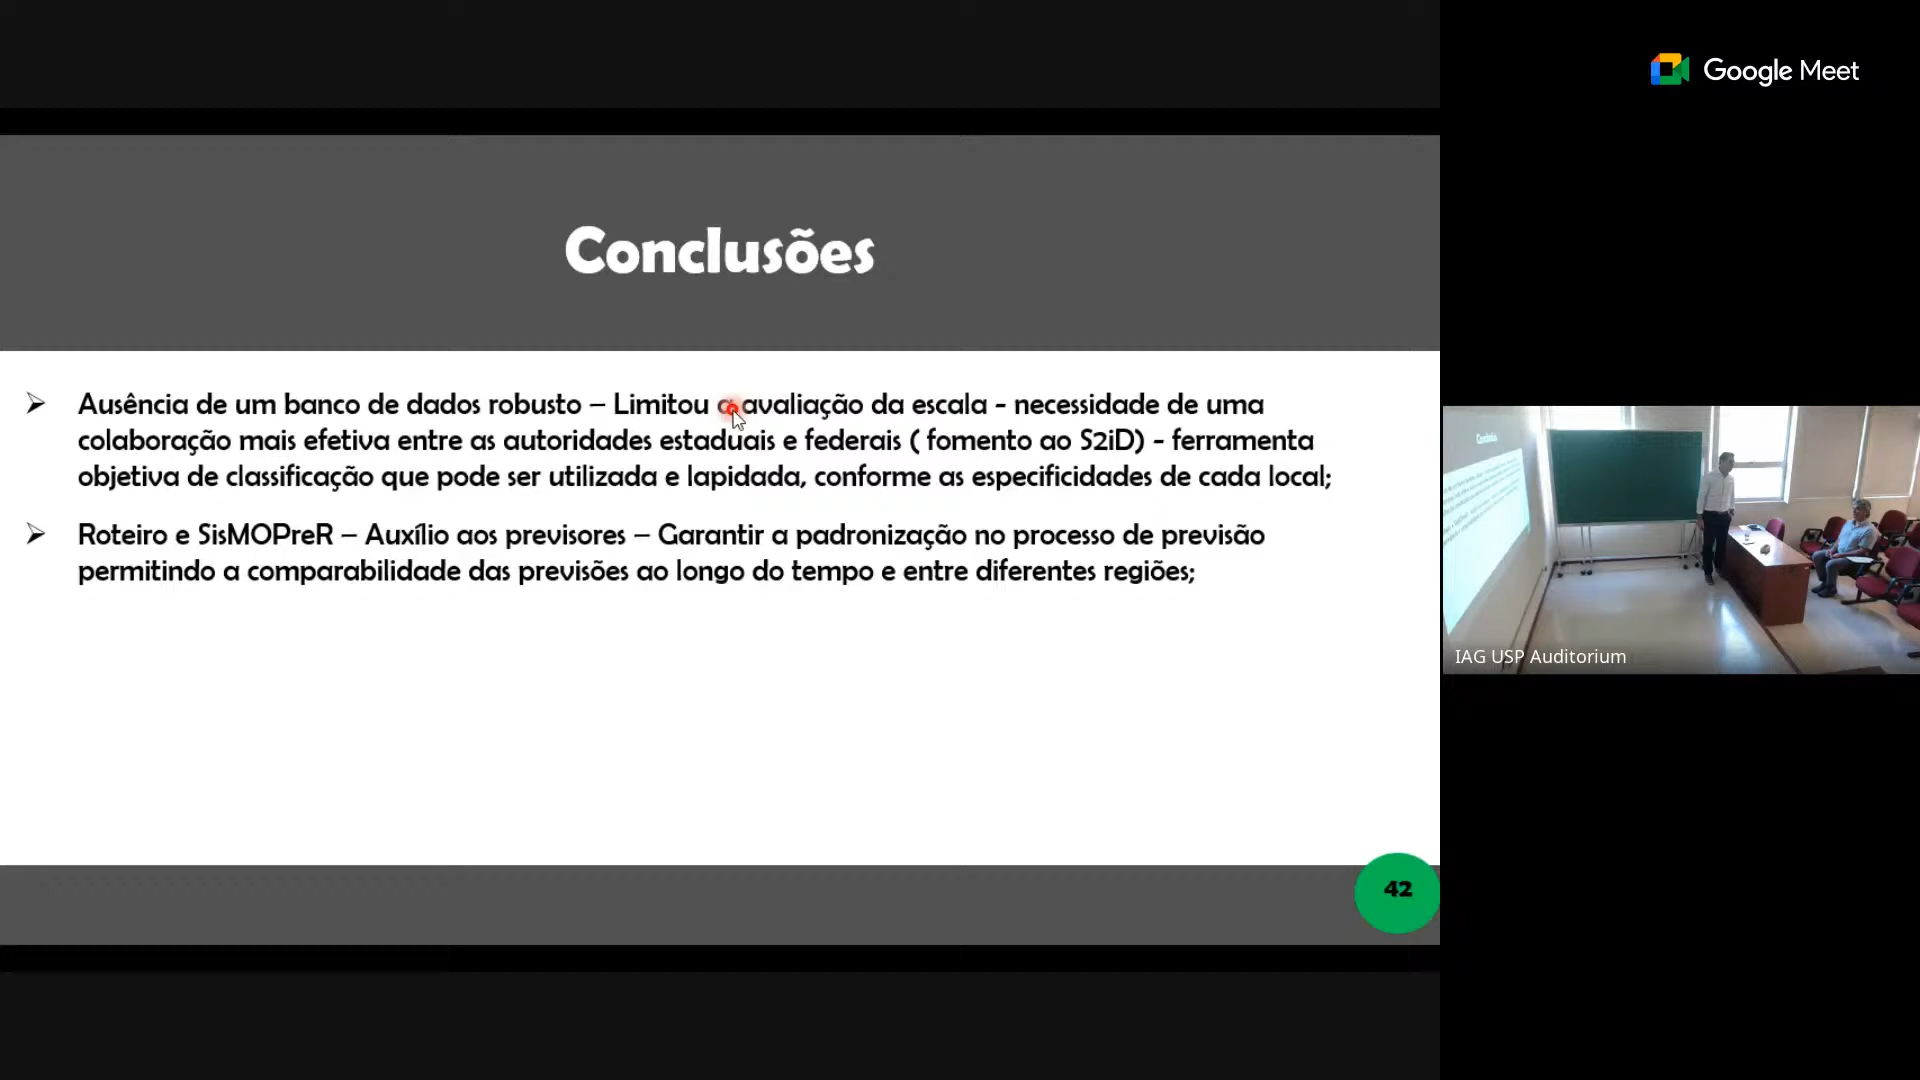 Google Meet
Conclusões
➢ Ausência de um banco de dados robusto – Limitou a avaliação da escala - necessidade de uma
colaboração mais efetiva entre as autoridades estaduais e federais ( fomento ao S2iD) - ferramenta
objetiva de classificação que pode ser utilizada e lapidada, conforme as especificidades de cada local;
➢ Roteiro e SisMOPreR – Auxílio aos previsores – Garantir a padronização no processo de previsão
permitindo a comparabilidade das previsões ao longo do tempo e entre diferentes regiões;
42
IAG USP Auditorium